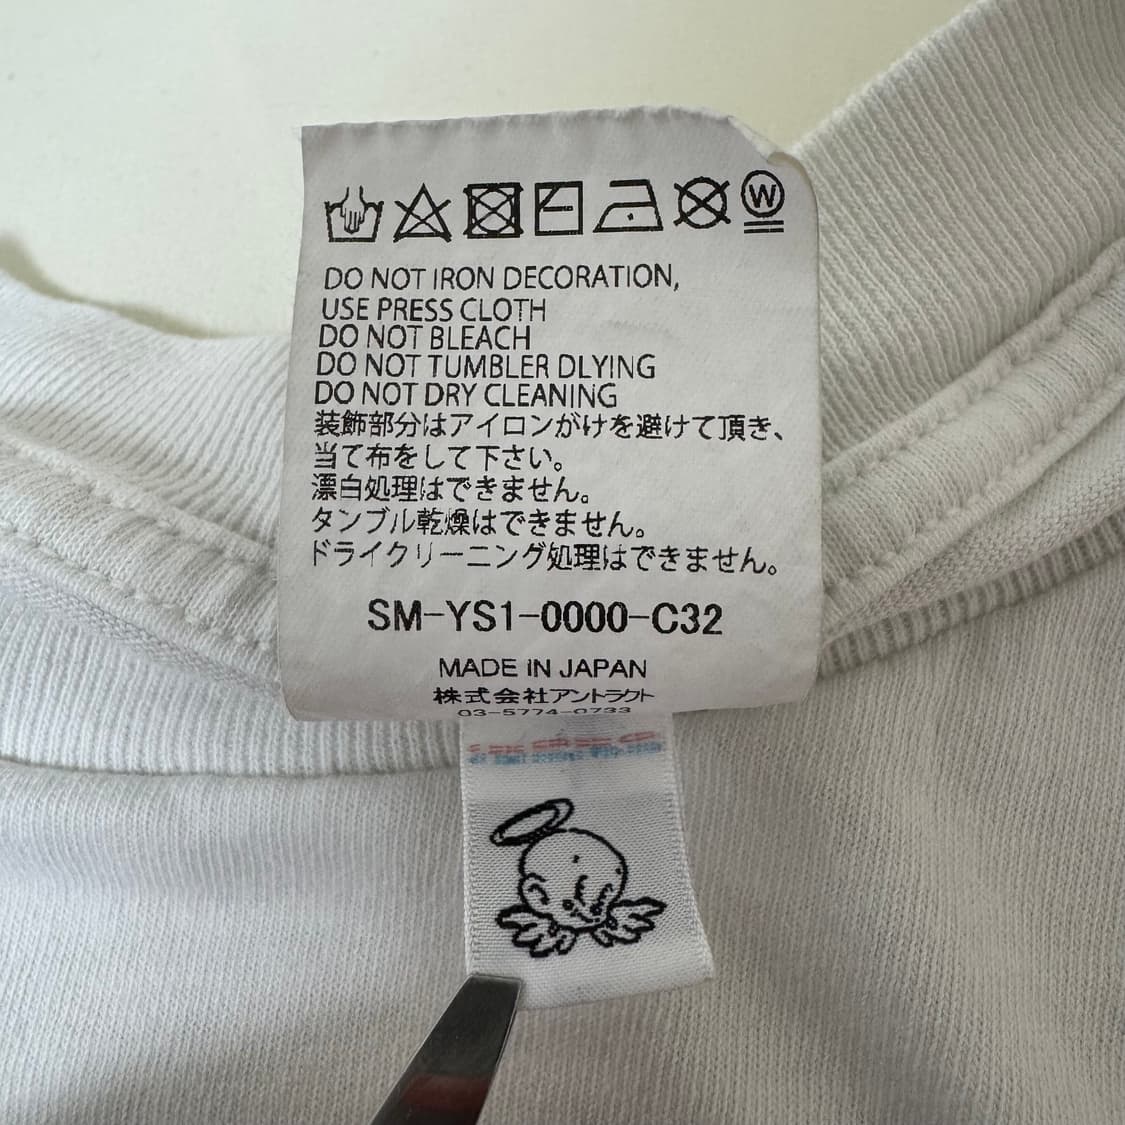 W
DO NOT IRON DECORATION,
USE PRESS CLOTH
DO NOT BLEACH
DO NOT TUMBLER DLYING
DO NOT DRY CLEANING
装飾部分はアイロンがけを避けて頂き、
当て布をして下さい。
漂白処理はできません。
タンブル乾燥はできません。
ドライクリーニング処理はできません。
SM-YS1-0000-C32
MADE IN JAPAN
株式会社アントラクト
03-5774-0733